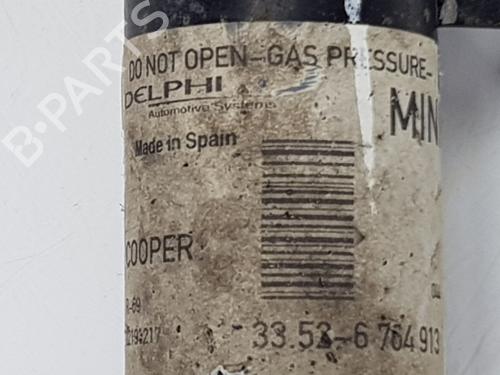 DO NOT OPEN-GAS PRESSURE-
DELPHI
Automotive Systems
MIN
Made in Spain
COOPER
33.52-6 764 913
B-PARTS